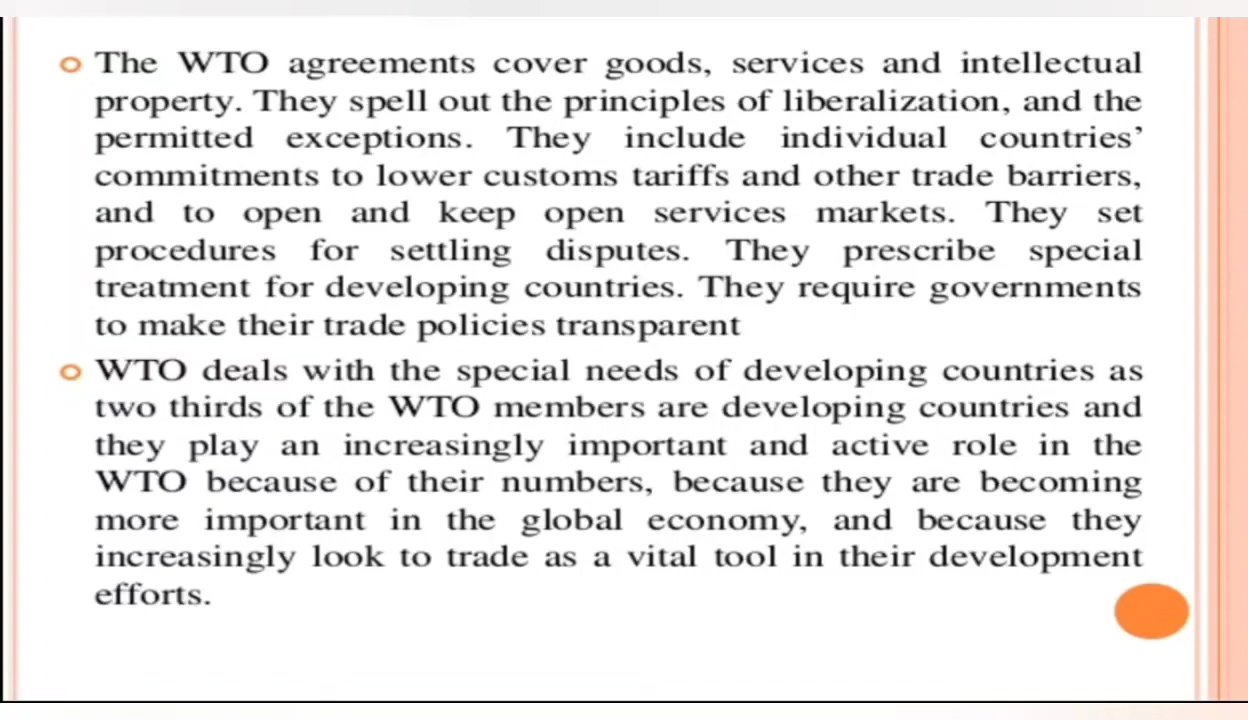 The WTO agreements cover goods, services and intellectual
property. They spell out the principles of liberalization, and the
permitted exceptions. They include individual countries’
commitments to lower customs tariffs and other trade barriers,
and to open and keep open services markets. They set
procedures for settling disputes. They prescribe special
treatment for developing countries. They require governments
to make their trade policies transparent
WTO deals with the special needs of developing countries as
two thirds of the WTO members are developing countries and
they play an increasingly important and active role in the
WTO because of their numbers, because they are becoming
more important in the global economy, and because they
increasingly look to trade as a vital tool in their development
efforts.